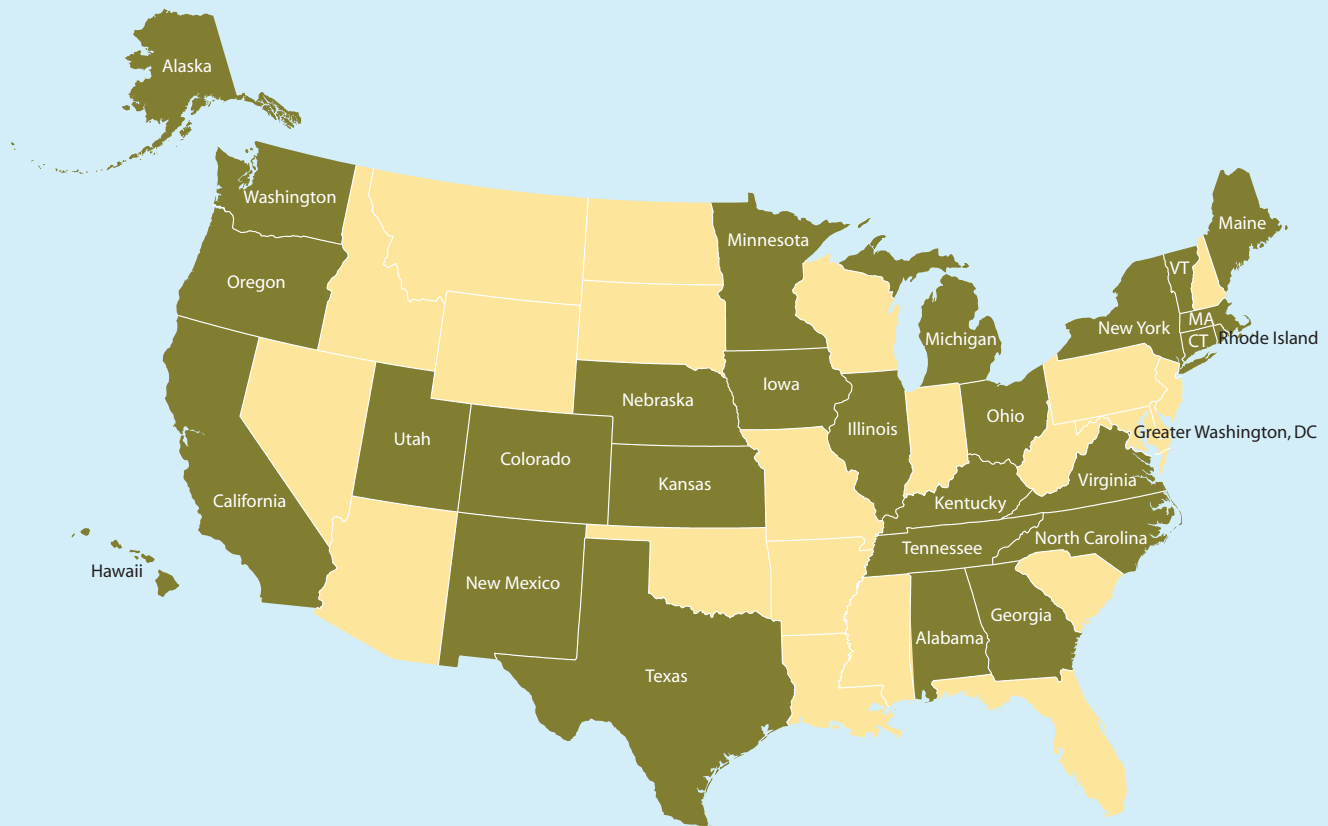 Alaska
Washington
Maine
Minnesota
VT
Oregon
MA
New York
Rhode Island
Michigan
CT
Iowa
Nebraska
Ohio
Illinois
Greater Washington, DC
Utah
Colorado
Kansas
Virginia
California
Kentucky
North Carolina
Tennessee
Hawaii
New Mexico
Georgia
Alabama
Texas